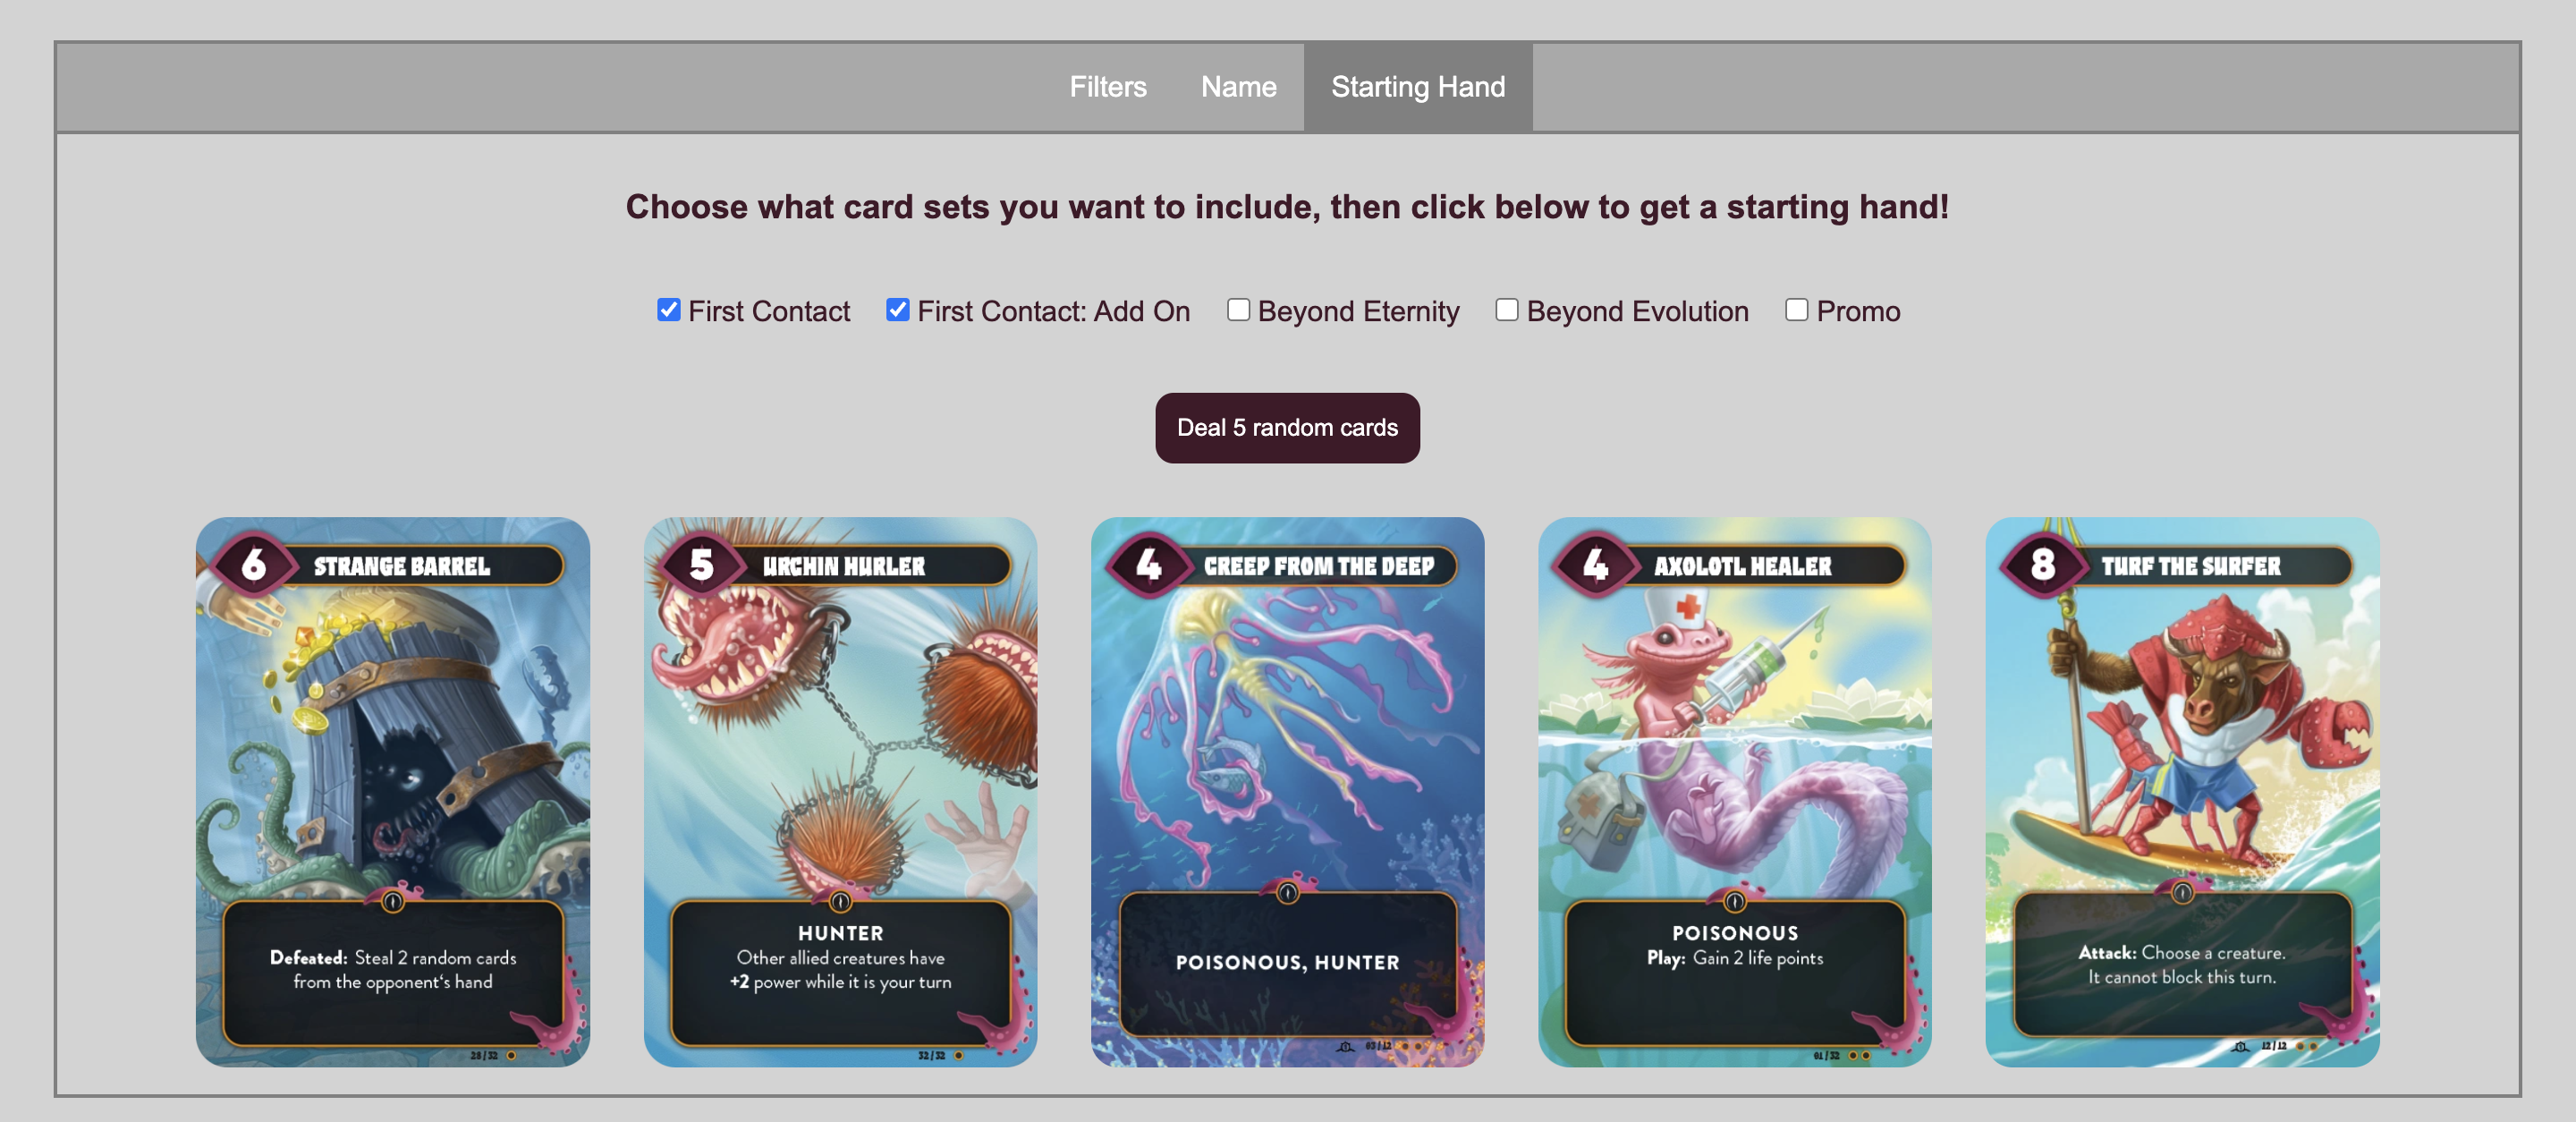 Filters Name Starting Hand
Choose what card sets you want to include, then click below to get a starting hand!
First Contact First Contact: Add On Beyond Eternity Beyond Evolution Promo
Deal 5 random cards
6 STRANGE BARREL
Defeated: Steal 2 random cards
from the opponent‘s hand
28/32
5 URCHIN HURLER
HUNTER
Other allied creatures have
+2 power while it is your turn
32/32
4 CREEP FROM THE DEEP
POISONOUS, HUNTER
03/12
4 AXOLOTL HEALER
POISONOUS
Play: Gain 2 life points
01/32
8 TURF THE SURFER
Attack: Choose a creature.
It cannot block this turn.
12/12